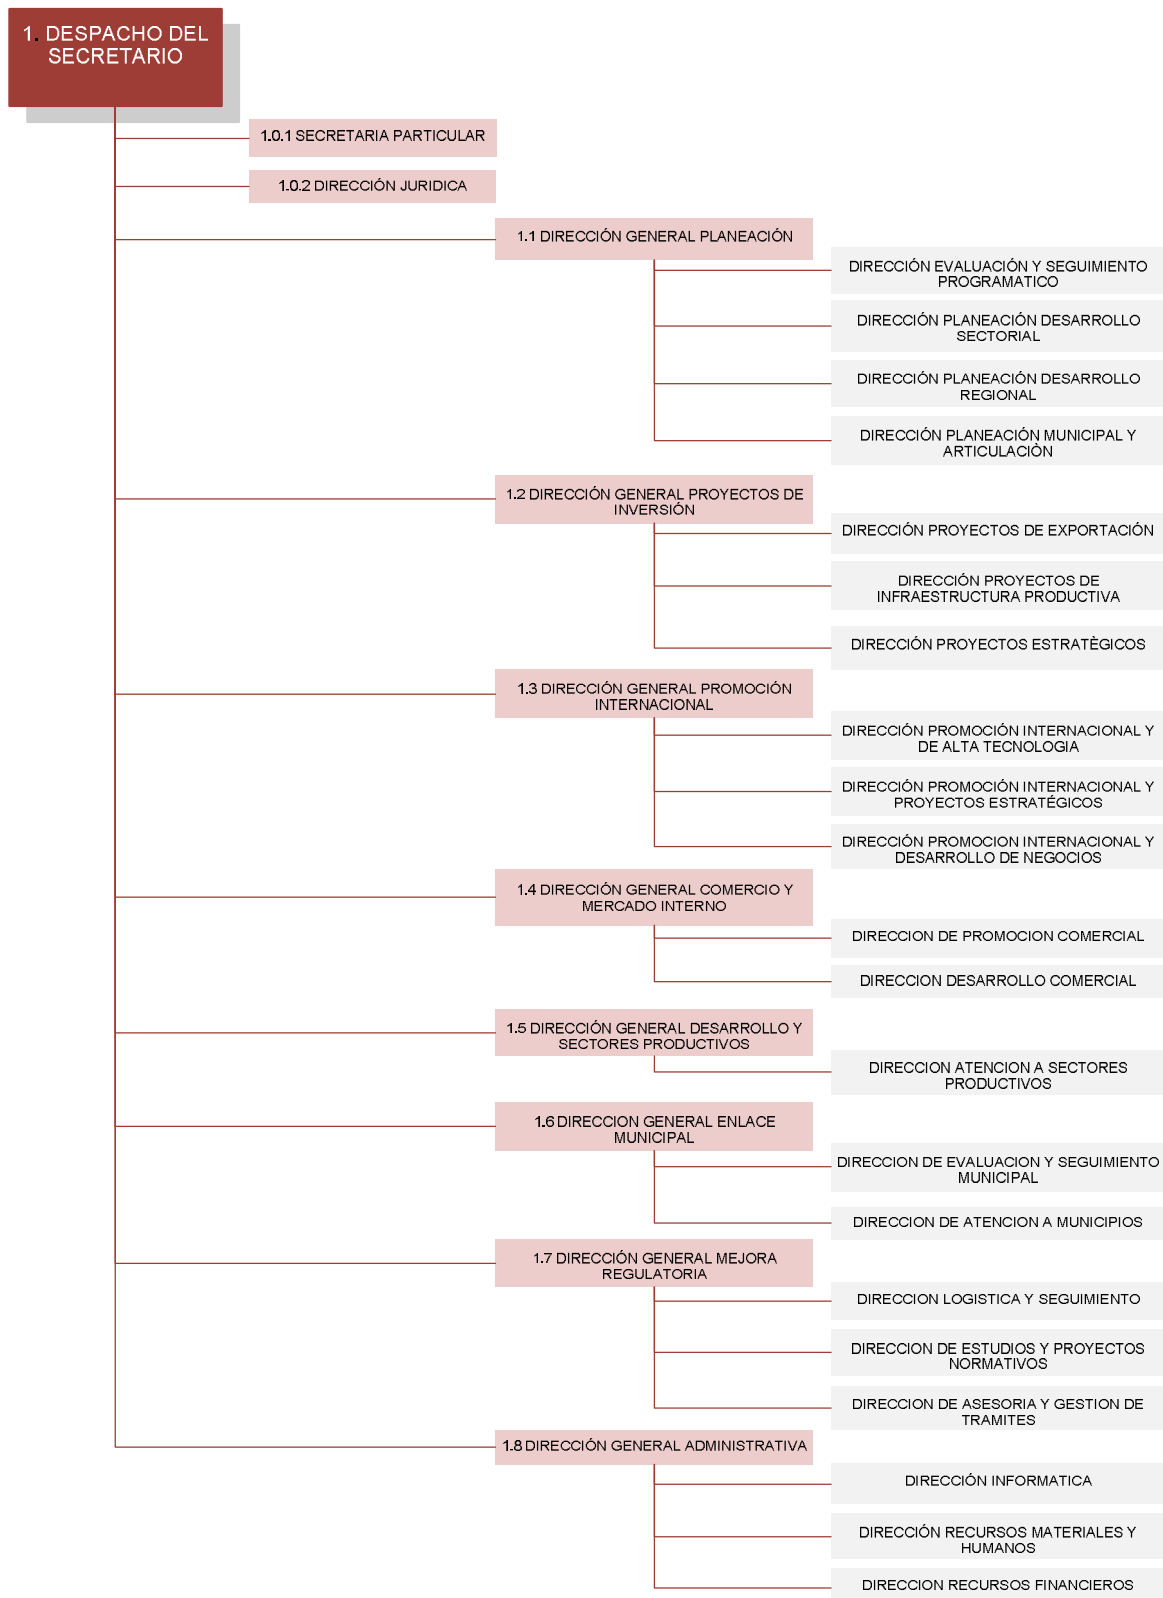 1. DESPACHO DEL
SECRETARIO
1.0.1 SECRETARIA PARTICULAR
1.0.2 DIRECCIÓN JURIDICA
1.1 DIRECCIÓN GENERAL PLANEACIÓN
DIRECCIÓN EVALUACIÓN Y SEGUIMIENTO
PROGRAMATICO
DIRECCIÓN PLANEACIÓN DESARROLLO
SECTORIAL
DIRECCIÓN PLANEACIÓN DESARROLLO
REGIONAL
DIRECCIÓN PLANEACIÓN MUNICIPAL Y
ARTICULACIÒN
1.2 DIRECCIÓN GENERAL PROYECTOS DE
INVERSIÓN
DIRECCIÓN PROYECTOS DE EXPORTACIÓN
DIRECCIÓN PROYECTOS DE
INFRAESTRUCTURA PRODUCTIVA
DIRECCIÓN PROYECTOS ESTRATÈGICOS
1.3 DIRECCIÓN GENERAL PROMOCIÓN
INTERNACIONAL
DIRECCIÓN PROMOCIÓN INTERNACIONAL Y
DE ALTA TECNOLOGIA
DIRECCIÓN PROMOCIÓN INTERNACIONAL Y
PROYECTOS ESTRATÉGICOS
DIRECCIÓN PROMOCION INTERNACIONAL Y
DESARROLLO DE NEGOCIOS
1.4 DIRECCIÓN GENERAL COMERCIO Y
MERCADO INTERNO
DIRECCION DE PROMOCION COMERCIAL
DIRECCION DESARROLLO COMERCIAL
1.5 DIRECCIÓN GENERAL DESARROLLO Y
SECTORES PRODUCTIVOS
DIRECCION ATENCION A SECTORES
PRODUCTIVOS
1.6 DIRECCION GENERAL ENLACE
MUNICIPAL
DIRECCION DE EVALUACION Y SEGUIMIENTO
MUNICIPAL
DIRECCION DE ATENCION A MUNICIPIOS
1.7 DIRECCIÓN GENERAL MEJORA
REGULATORIA
DIRECCION LOGISTICA Y SEGUIMIENTO
DIRECCION DE ESTUDIOS Y PROYECTOS
NORMATIVOS
DIRECCION DE ASESORIA Y GESTION DE
TRAMITES
1.8 DIRECCIÓN GENERAL ADMINISTRATIVA
DIRECCIÓN INFORMATICA
DIRECCIÓN RECURSOS MATERIALES Y
HUMANOS
DIRECCION RECURSOS FINANCIEROS